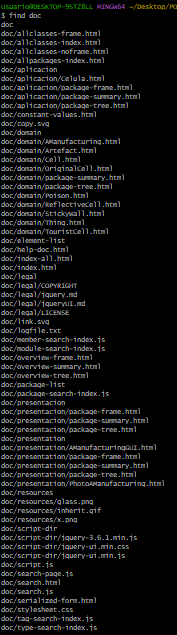 Usuario@DESKTOP-9ST28LL MINGW64 ~/Desktop/PO
$ find doc
doc
doc/allclasses-frame.html
doc/allclasses-index.html
doc/allclasses-noframe.html
doc/allpackages-index.html
doc/aplicacion
doc/aplicacion/Celula.html
doc/aplicacion/package-frame.html
doc/aplicacion/package-summary.html
doc/aplicacion/package-tree.html
doc/constant-values.html
doc/copy.svg
doc/domain
doc/domain/AManufacturing.html
doc/domain/Artefact.html
doc/domain/Cell.html
doc/domain/OriginalCell.html
doc/domain/package-summary.html
doc/domain/package-tree.html
doc/domain/Poison.html
doc/domain/ReflectiveCell.html
doc/domain/StickyWall.html
doc/domain/Thing.html
doc/domain/TouristCell.html
doc/element-list
doc/help-doc.html
doc/index-all.html
doc/index.html
doc/legal
doc/legal/COPYRIGHT
doc/legal/jquery.md
doc/legal/jqueryUI.md
doc/legal/LICENSE
doc/link.svg
doc/logfile.txt
doc/member-search-index.js
doc/module-search-index.js
doc/overview-frame.html
doc/overview-summary.html
doc/overview-tree.html
doc/package-list
doc/package-search-index.js
doc/presentacion
doc/presentacion/package-frame.html
doc/presentacion/package-summary.html
doc/presentacion/package-tree.html
doc/presentation
doc/presentation/AManufacturingGUI.html
doc/presentation/package-frame.html
doc/presentation/package-summary.html
doc/presentation/package-tree.html
doc/presentation/PhotoAManufacturing.html
doc/resources
doc/resources/glass.png
doc/resources/inherit.gif
doc/resources/x.png
doc/script-dir
doc/script-dir/jquery-3.6.1.min.js
doc/script-dir/jquery-ui.min.css
doc/script-dir/jquery-ui.min.js
doc/script.js
doc/search-page.js
doc/search.html
doc/search.js
doc/serialized-form.html
doc/stylesheet.css
doc/tag-search-index.js
doc/type-search-index.js